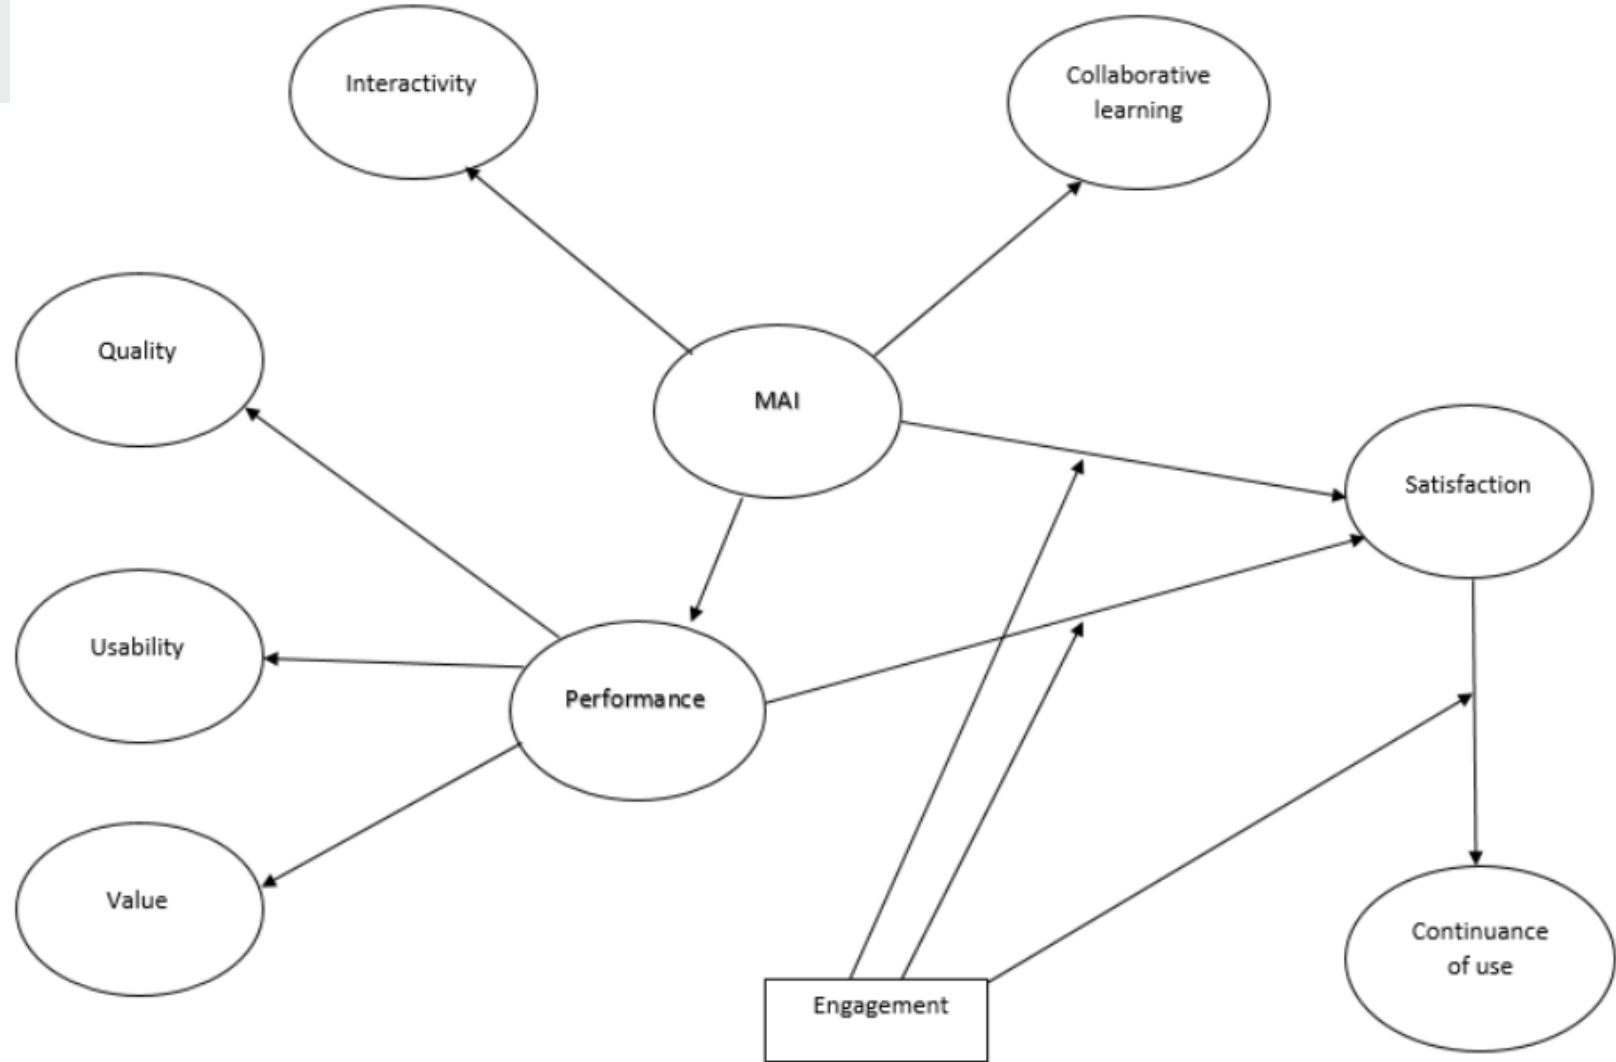 Interactivity
Collaborative
learning
Quality
MAI
Satisfaction
Usability
Performance
Value
Continuance
of use
Engagement